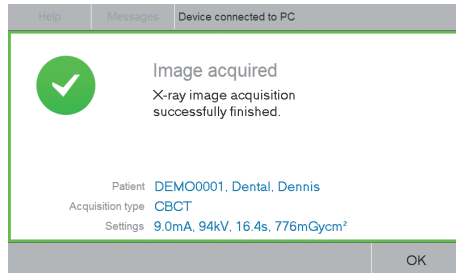 Help Messages Device connected to PC
Image acquired
X-ray image acquisition
successfully finished.
Patient DEMO0001, Dental, Dennis
Acquisition type CBCT
Settings 9.0mA, 94kV, 16.4s, 776mGycm²
OK